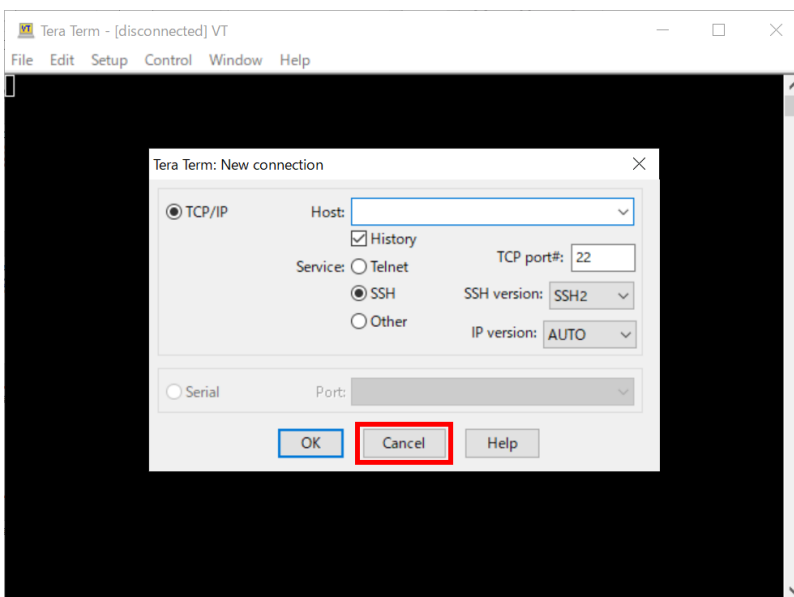 VT Tera Term - [disconnected] VT
File Edit Setup Control Window Help
Tera Term: New connection
TCP/IP Host:
History
Service: Telnet TCP port#: 22
SSH SSH version: SSH2
Other IP version: AUTO
Serial Port:
OK Cancel Help